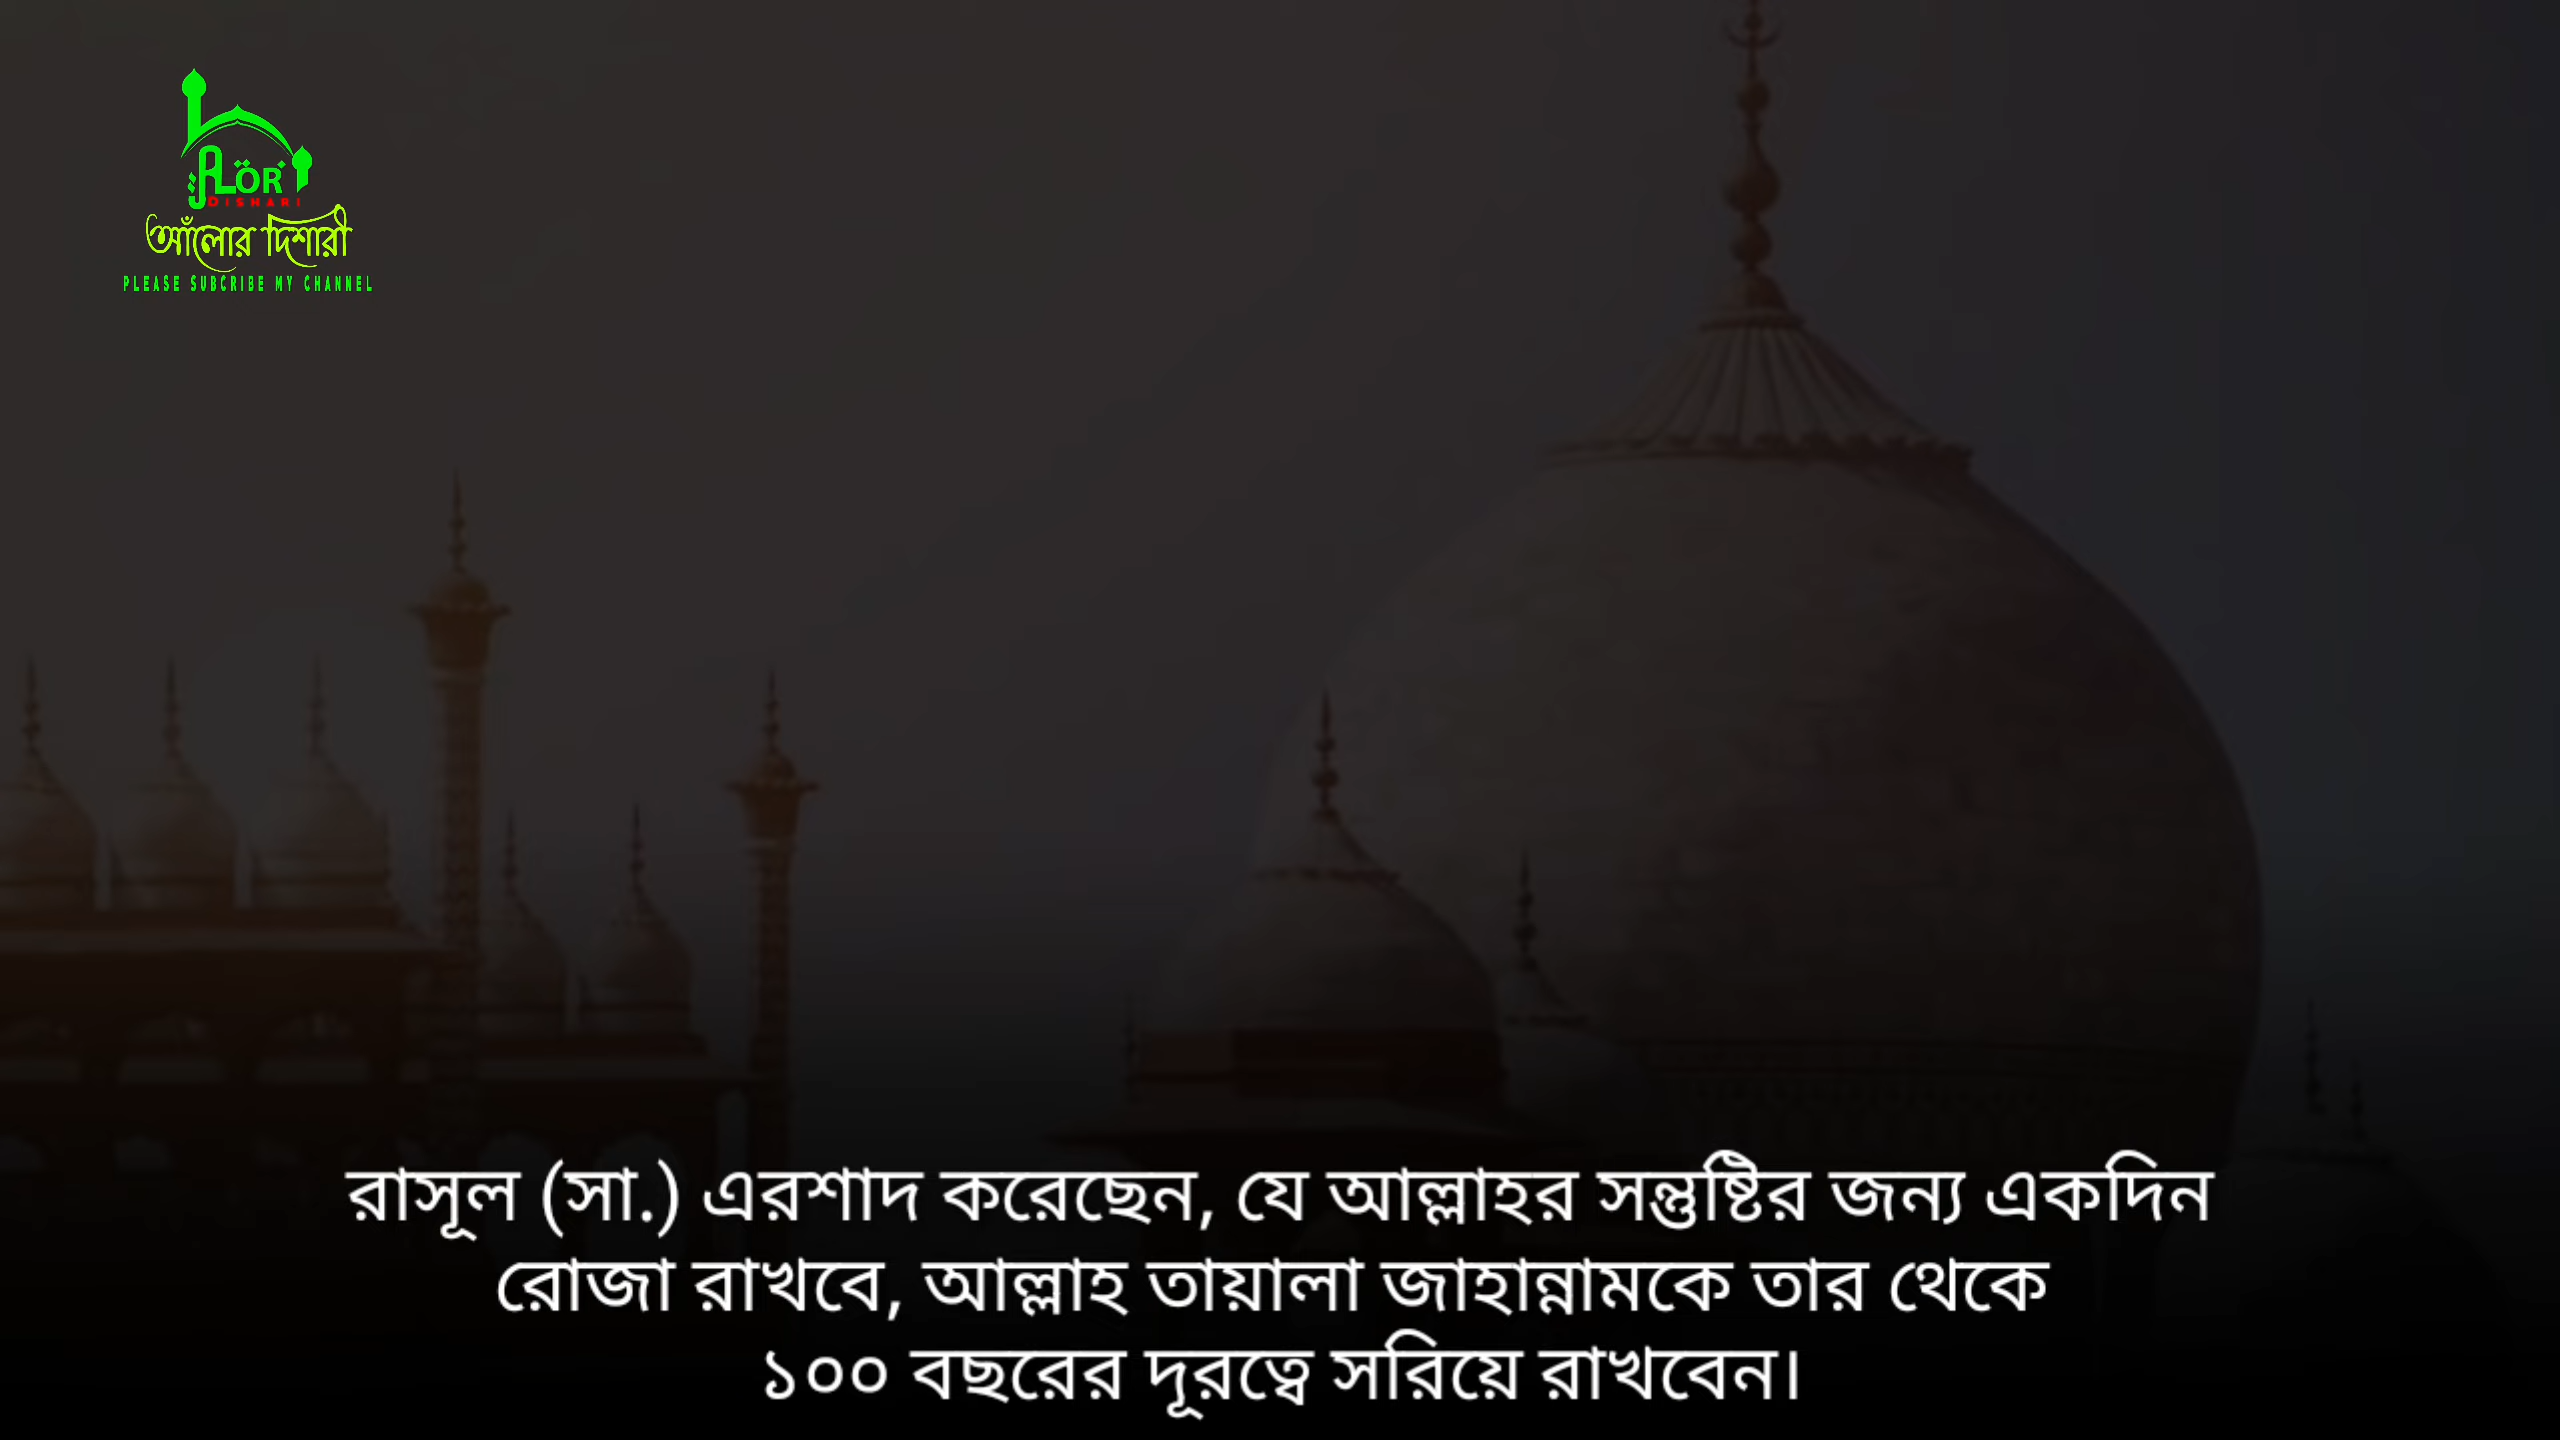 ALOR
DISHARI
আঁলোর দিশারী
PLEASE SUBCRIBE MY CHANNEL
রাসূল (সা.) এরশাদ করেছেন, যে আল্লাহর সন্তুষ্টির জন্য একদিন
রোজা রাখবে, আল্লাহ তায়ালা জাহান্নামকে তার থেকে
১০০ বছরের দূরত্বে সরিয়ে রাখবেন।